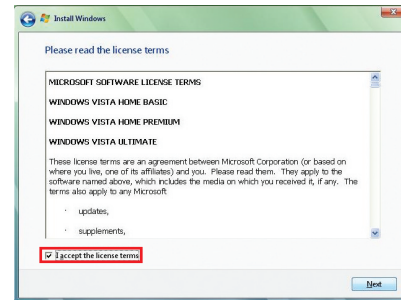 Install Windows
Please read the license terms
MICROSOFT SOFTWARE LICENSE TERMS
WINDOWS VISTA HOME BASIC
WINDOWS VISTA HOME PREMIUM
WINDOWS VISTA ULTIMATE
These license terms are an agreement between Microsoft Corporation (or based on
where you live, one of its affiliates) and you. Please read them. They apply to the
software named above, which includes the media on which you received it, if any. The
terms also apply to any Microsoft
· updates,
· supplements,
I accept the license terms
Next